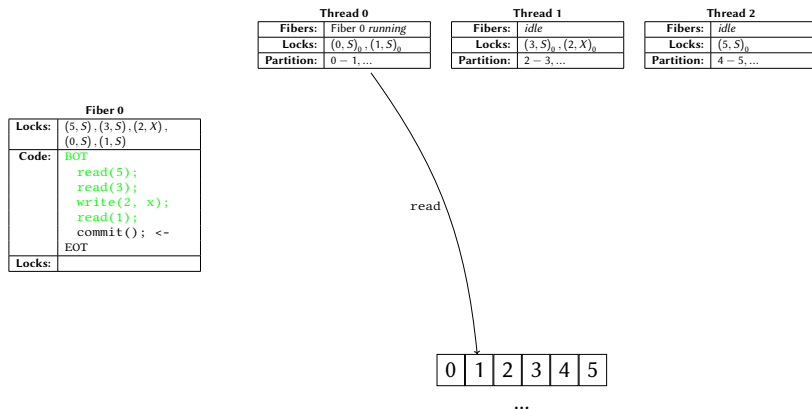 Thread 0
Fibers: Fiber 0 running
Locks: (0, S)₀, (1, S)₀
Partition: 0 − 1, ...
Thread 1
Fibers: idle
Locks: (3, S)₀, (2, X)₀
Partition: 2 − 3, ...
Thread 2
Fibers: idle
Locks: (5, S)₀
Partition: 4 − 5, ...
Fiber 0
Locks: (5, S), (3, S), (2, X),
(0, S), (1, S)
Code: BOT
read(5);
read(3);
write(2, x);
read(1);
commit(); <-
EOT
Locks:
read
0 1 2 3 4 5
...